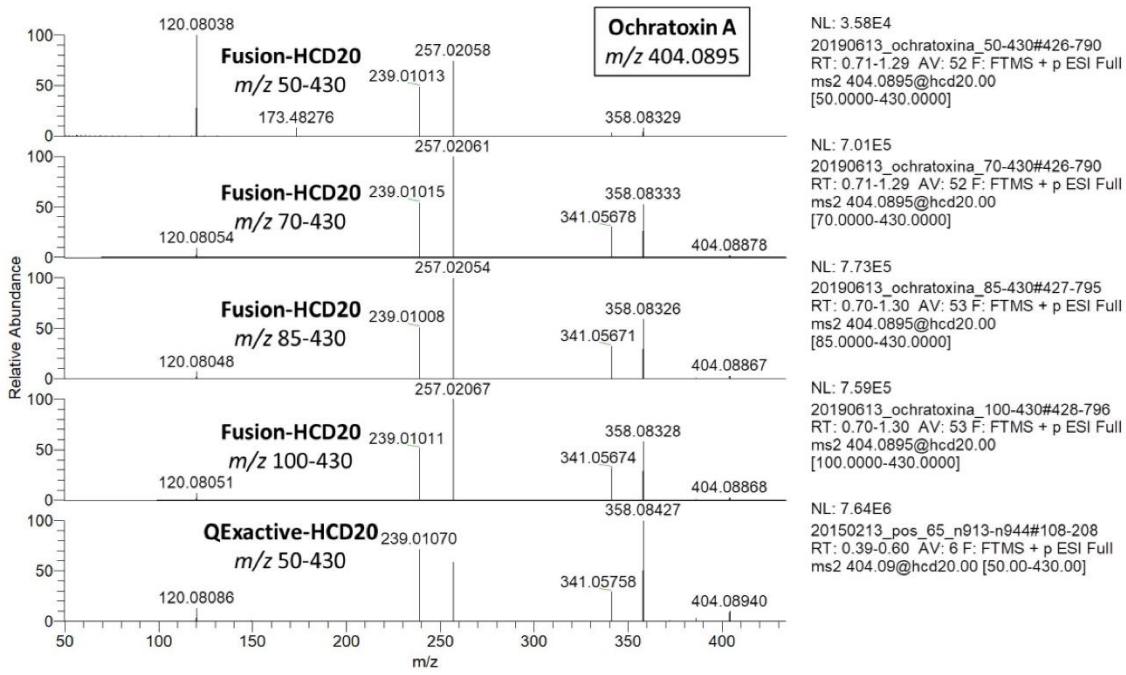 Ochratoxin A
m/z 404.0895
Relative Abundance
120.08038
257.02058
100
Fusion-HCD20
239.01013
m/z 50-430
50
173.48276
358.08329
0
NL: 3.58E4
20190613_ochratoxina_50-430#426-790
RT: 0.71-1.29 AV: 52 F: FTMS + p ESI Full
ms2 404.0895@hcd20.00
[50.0000-430.0000]
257.02061
100
Fusion-HCD20
239.01015
358.08333
m/z 70-430
50
341.05678
120.08054
404.08878
0
NL: 7.01E5
20190613_ochratoxina_70-430#426-790
RT: 0.71-1.29 AV: 52 F: FTMS + p ESI Full
ms2 404.0895@hcd20.00
[70.0000-430.0000]
257.02054
100
Fusion-HCD20
239.01008
358.08326
m/z 85-430
50
341.05671
120.08048
404.08867
0
NL: 7.73E5
20190613_ochratoxina_85-430#427-795
RT: 0.70-1.30 AV: 53 F: FTMS + p ESI Full
ms2 404.0895@hcd20.00
[85.0000-430.0000]
257.02067
100
Fusion-HCD20
239.01011
358.08328
m/z 100-430
50
341.05674
120.08051
404.08868
0
NL: 7.59E5
20190613_ochratoxina_100-430#428-796
RT: 0.70-1.30 AV: 53 F: FTMS + p ESI Full
ms2 404.0895@hcd20.00
[100.0000-430.0000]
358.08427
100
QExactive-HCD20
239.01070
m/z 50-430
50
341.05758
120.08086
404.08940
0
NL: 7.64E6
20150213_pos_65_n913-n944#108-208
RT: 0.39-0.60 AV: 6 F: FTMS + p ESI Full
ms2 404.09@hcd20.00 [50.00-430.00]
50 100 150 200 250 300 350 400
m/z